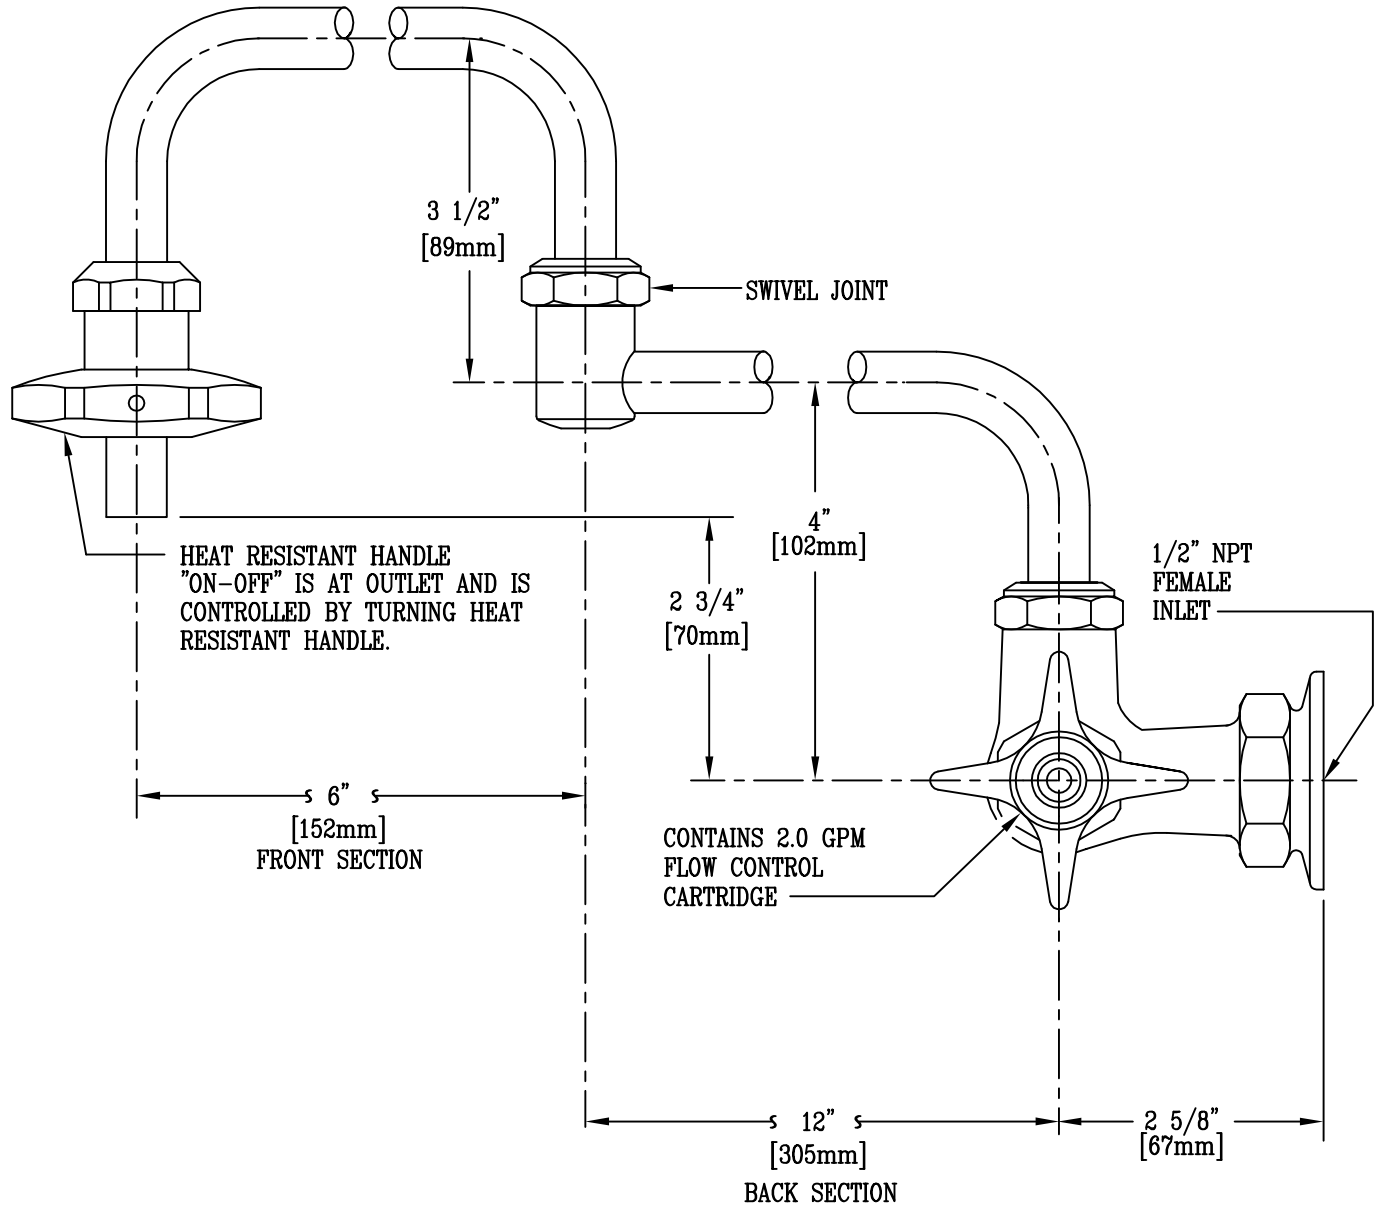 3 1/2”
[89mm]
SWIVEL JOINT
4”
[102mm]
1/2” NPT
FEMALE
INLET
HEAT RESISTANT HANDLE
”ON-OFF” IS AT OUTLET AND IS
CONTROLLED BY TURNING HEAT
RESISTANT HANDLE.
2 3/4”
[70mm]
6”
[152mm]
FRONT SECTION
CONTAINS 2.0 GPM
FLOW CONTROL
CARTRIDGE
12”
[305mm]
BACK SECTION
2 5/8”
[67mm]